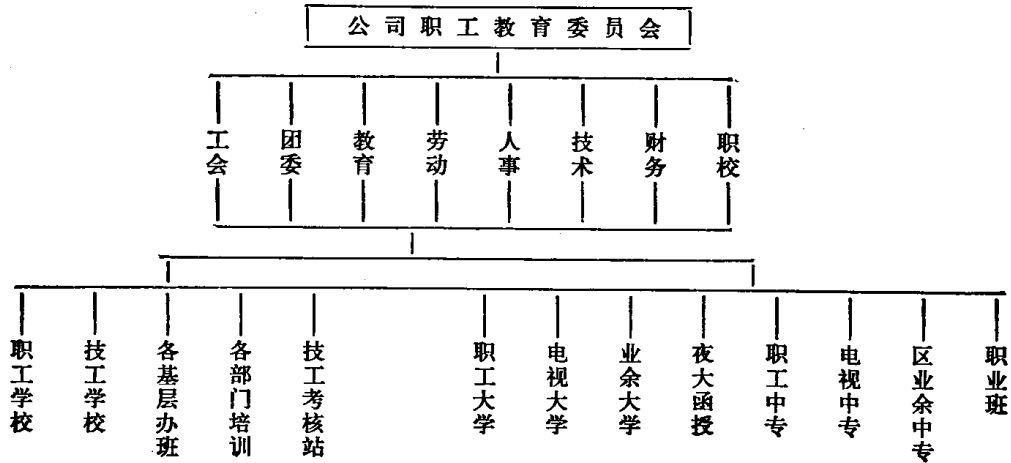 公司职工教育委员会
工会
团委
教育
劳动
人事
技术
财务
职校
职工学校
技工学校
各基层办班
各部门培训
技工考核站
职工大学
电视大学
业余大学
夜大函授
职工中专
电视中专
区业余中专
职业班